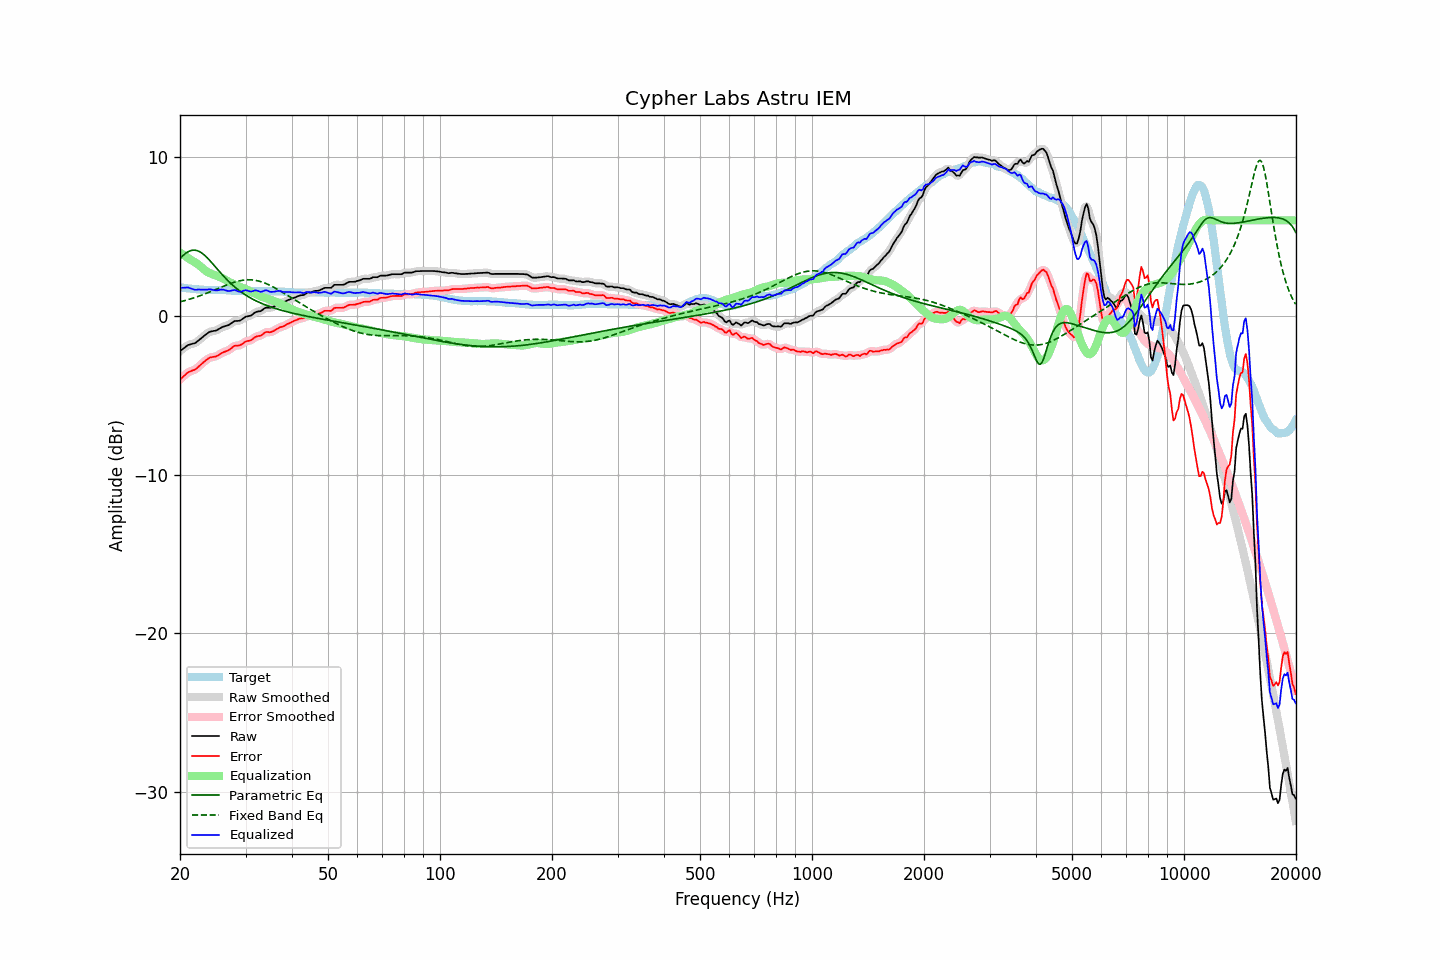 Cypher Labs Astru IEM
Amplitude (dBr)
10
0
−10
−20
−30
Target
Raw Smoothed
Error Smoothed
Raw
Error
Equalization
Parametric Eq
Fixed Band Eq
Equalized
20 50 100 200 500 1000 2000 5000 10000 20000
Frequency (Hz)